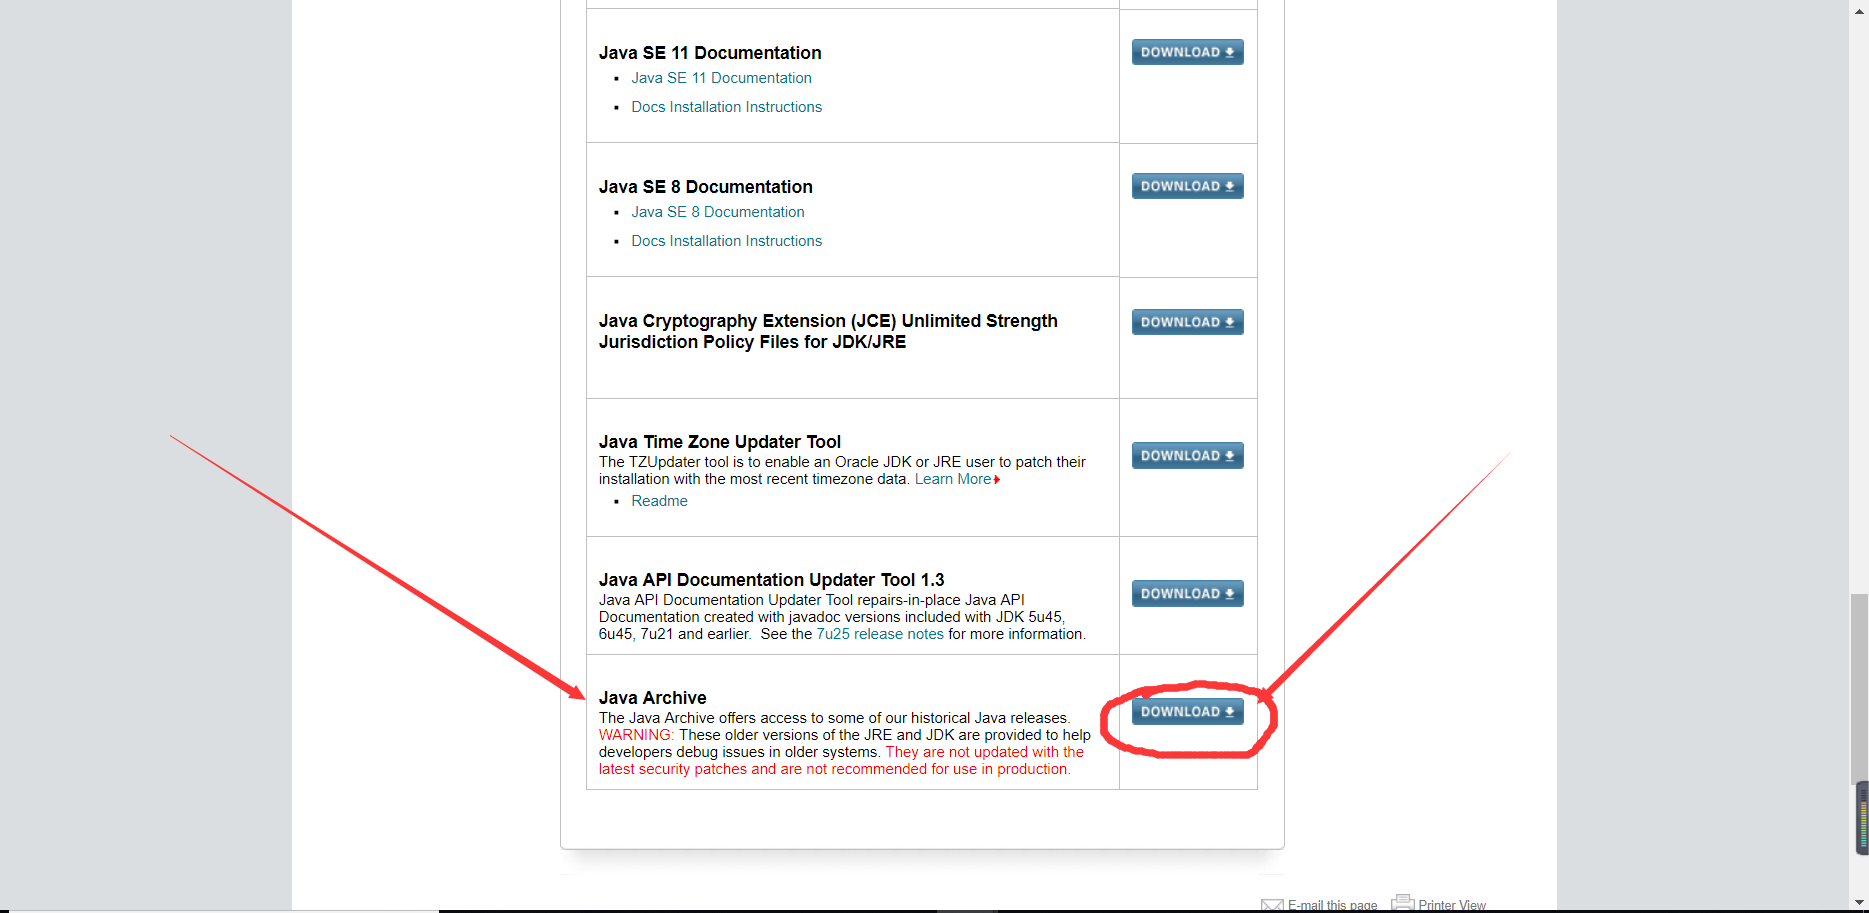 Java SE 11 Documentation
DOWNLOAD
Java SE 11 Documentation
Docs Installation Instructions
Java SE 8 Documentation
DOWNLOAD
Java SE 8 Documentation
Docs Installation Instructions
Java Cryptography Extension (JCE) Unlimited Strength
Jurisdiction Policy Files for JDK/JRE
DOWNLOAD
Java Time Zone Updater Tool
The TZUpdater tool is to enable an Oracle JDK or JRE user to patch their
installation with the most recent timezone data. Learn More
Readme
DOWNLOAD
Java API Documentation Updater Tool 1.3
Java API Documentation Updater Tool repairs-in-place Java API
Documentation created with javadoc versions included with JDK 5u45,
6u45, 7u21 and earlier.  See the 7u25 release notes for more information.
DOWNLOAD
Java Archive
The Java Archive offers access to some of our historical Java releases.
WARNING: These older versions of the JRE and JDK are provided to help
developers debug issues in older systems. They are not updated with the
latest security patches and are not recommended for use in production.
DOWNLOAD
E-mail this page
Printer View